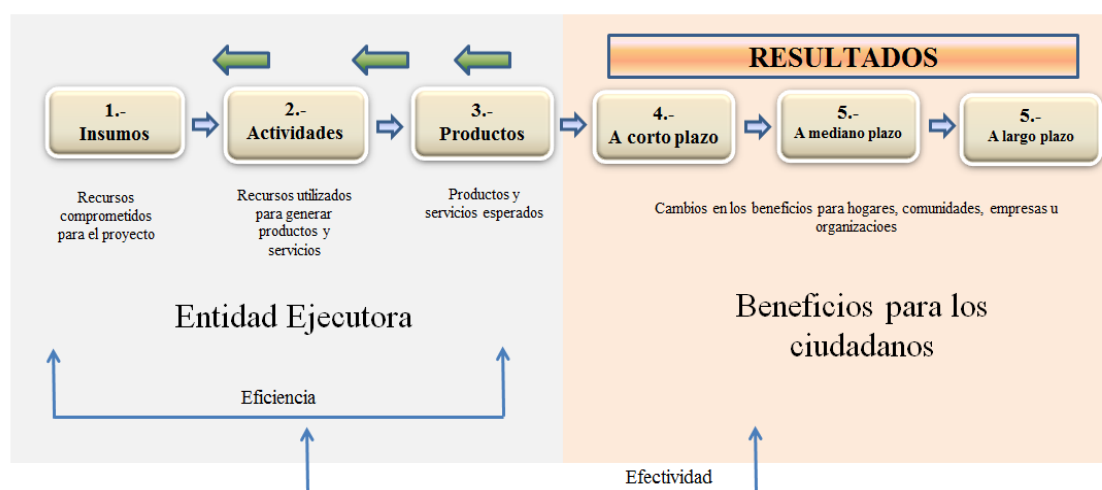 RESULTADOS
1.-
Insumos
2.-
Actividades
3.-
Productos
4.-
A corto plazo
5.-
A mediano plazo
5.-
A largo plazo
Recursos
comprometidos
para el proyecto
Recursos utilizados
para generar
productos y
servicios
Productos y
servicios esperados
Cambios en los beneficios para hogares, comunidades, empresas u
organizacioes
Entidad Ejecutora
Beneficios para los
ciudadanos
Eficiencia
Efectividad